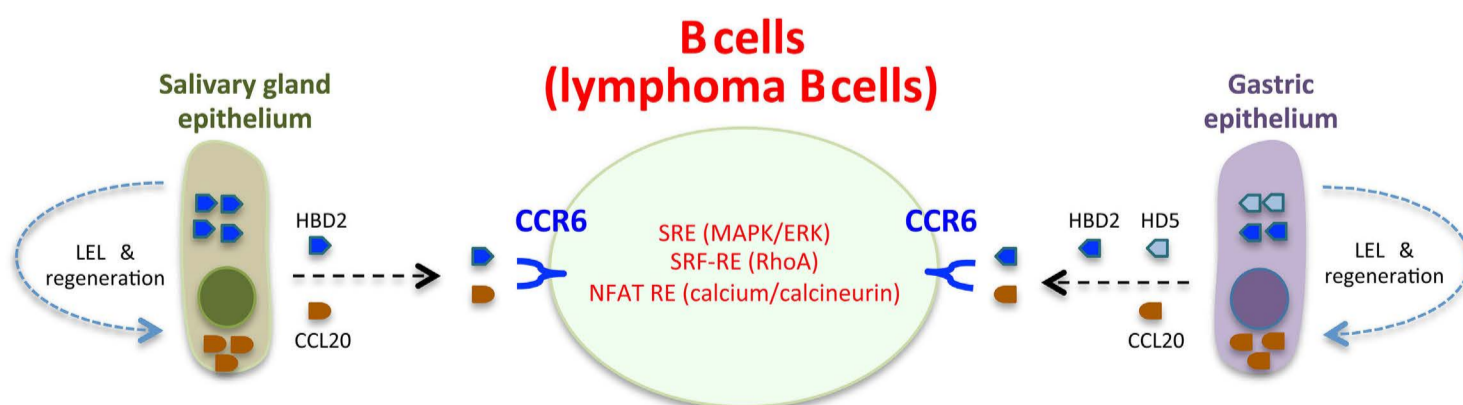 B cells
(lymphoma B cells)
Salivary gland
epithelium
Gastric
epithelium
LEL &
regeneration
HBD2
CCL20
CCR6
SRE (MAPK/ERK)
SRF-RE (RhoA)
NFAT RE (calcium/calcineurin)
CCR6
HBD2 HD5
CCL20
LEL &
regeneration